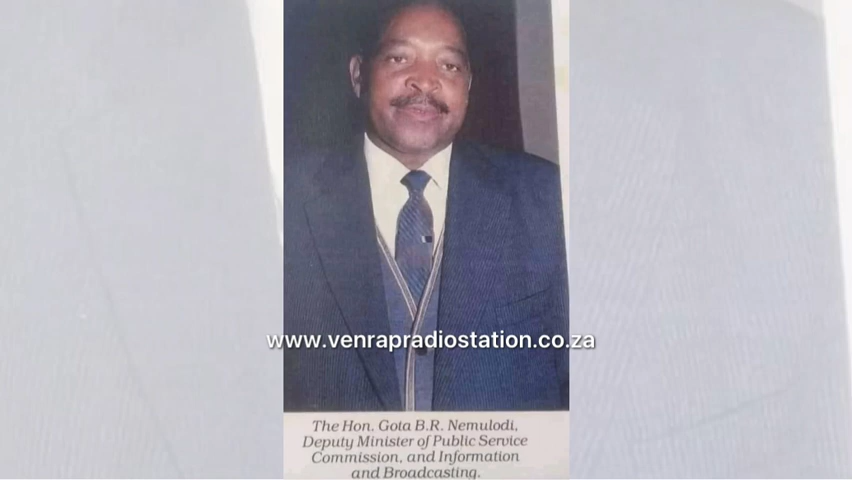 www.venrapradiostation.co.za
The Hon. Gota B.R. Nemulodi,
Deputy Minister of Public Service
Commission, and Information
and Broadcasting.